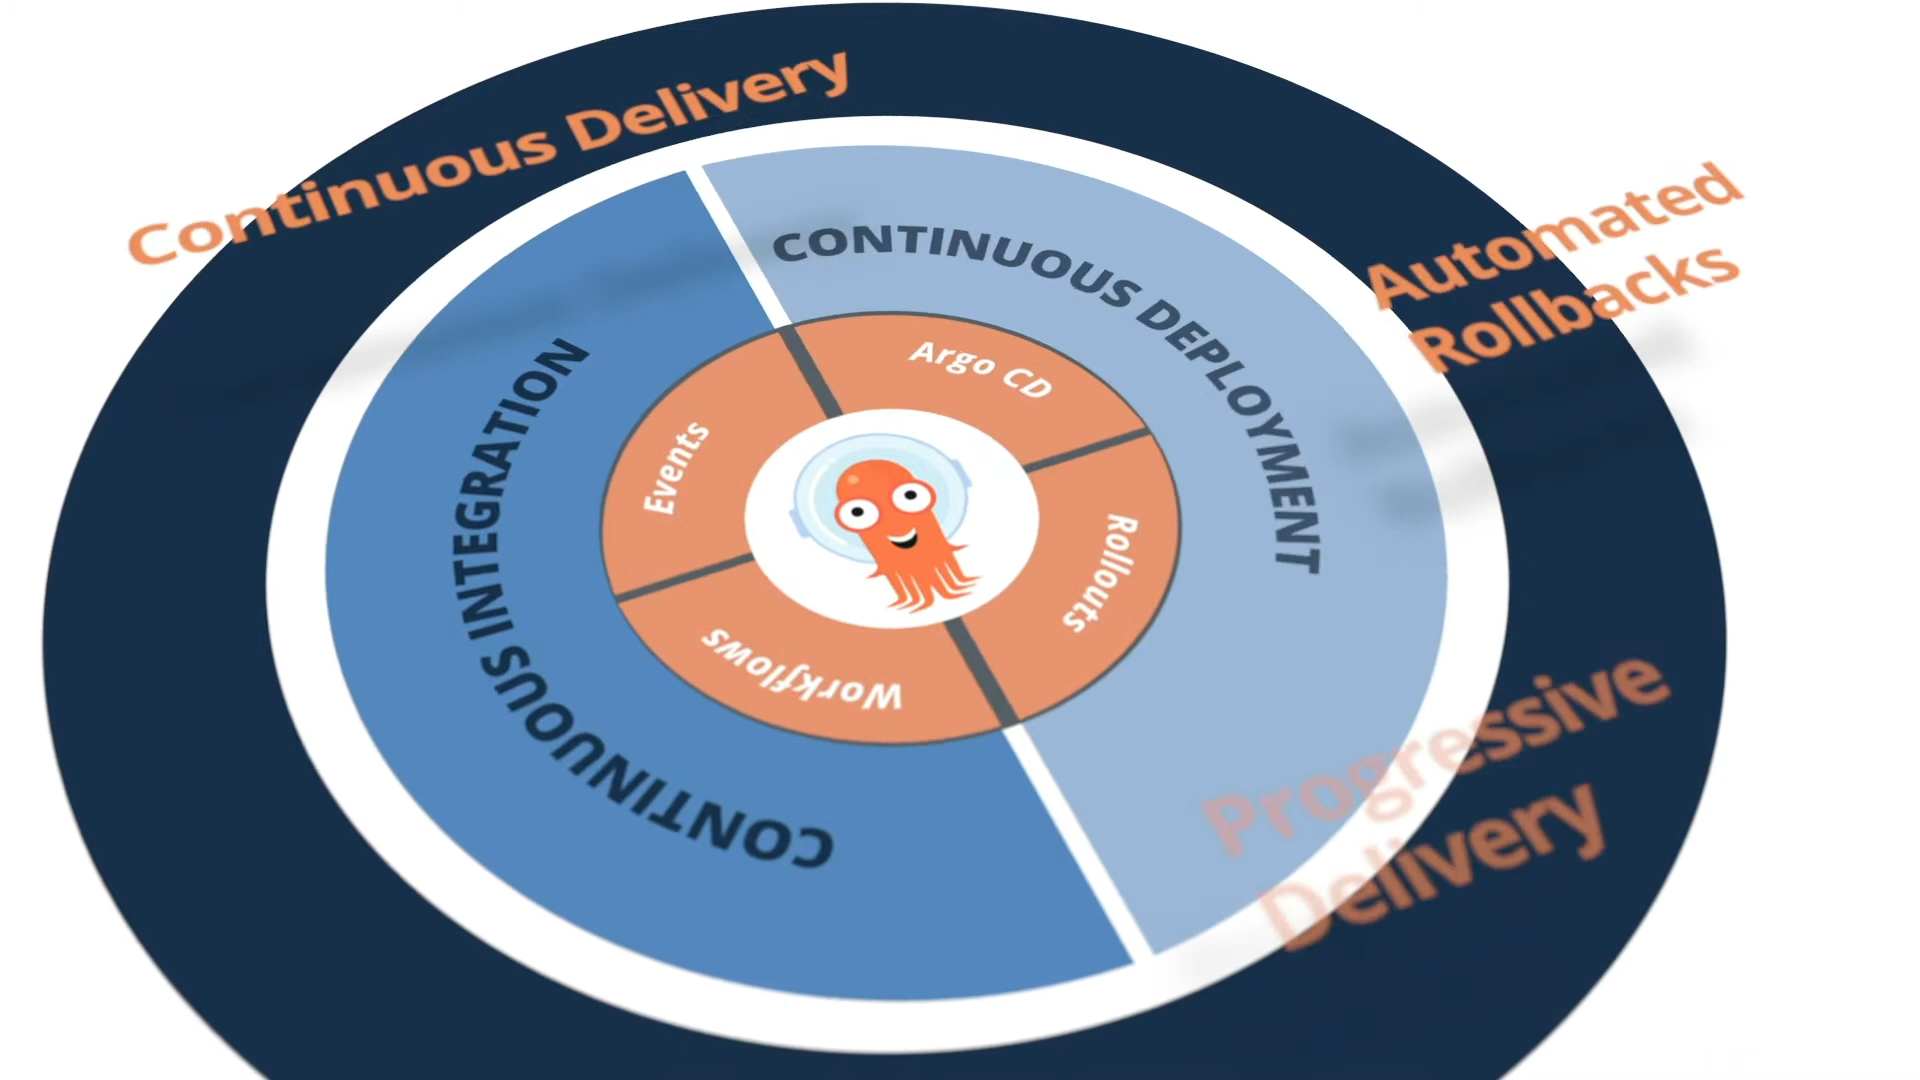 Continuous Delivery
Automated
Rollbacks
CONTINUOUS DEPLOYMENT
CONTINUOUS INTEGRATION
Argo CD
Events
Rollouts
Workflows
Progressive
Delivery